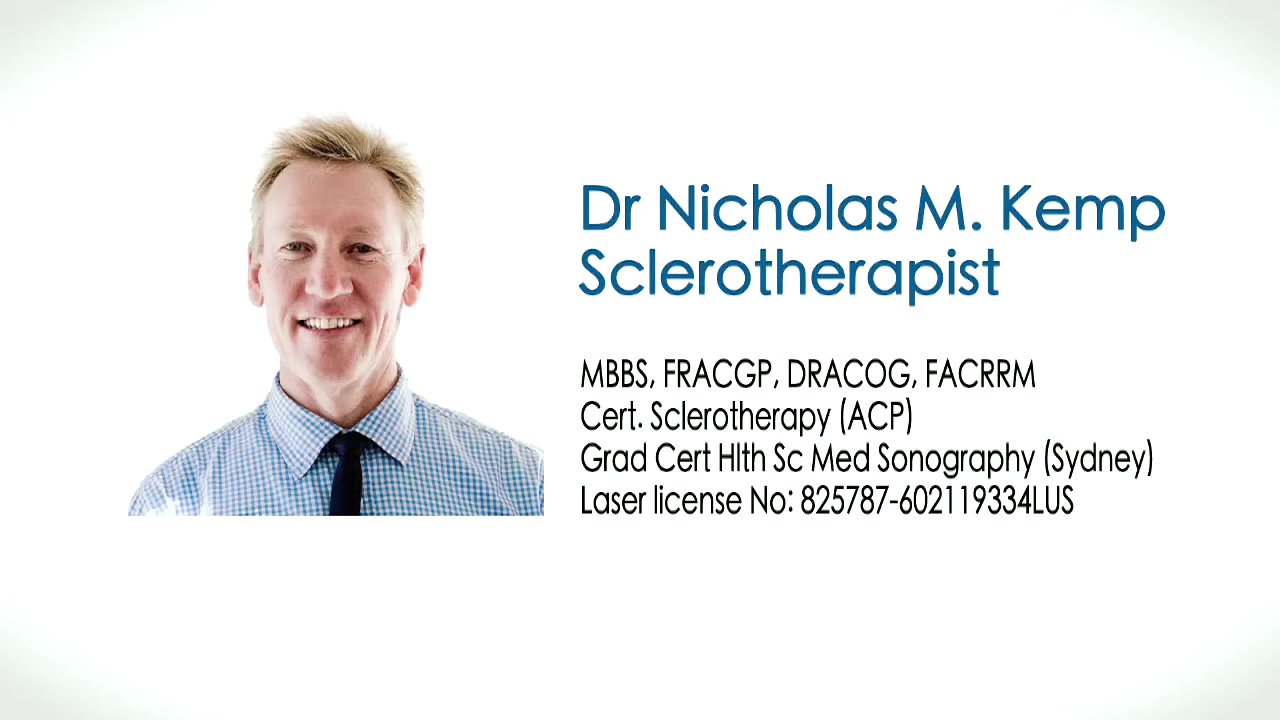 Dr Nicholas M. Kemp
Sclerotherapist
MBBS, FRACGP, DRACOG, FACRRM
Cert. Sclerotherapy (ACP)
Grad Cert Hlth Sc Med Sonography (Sydney)
Laser license No: 825787-602119334LUS